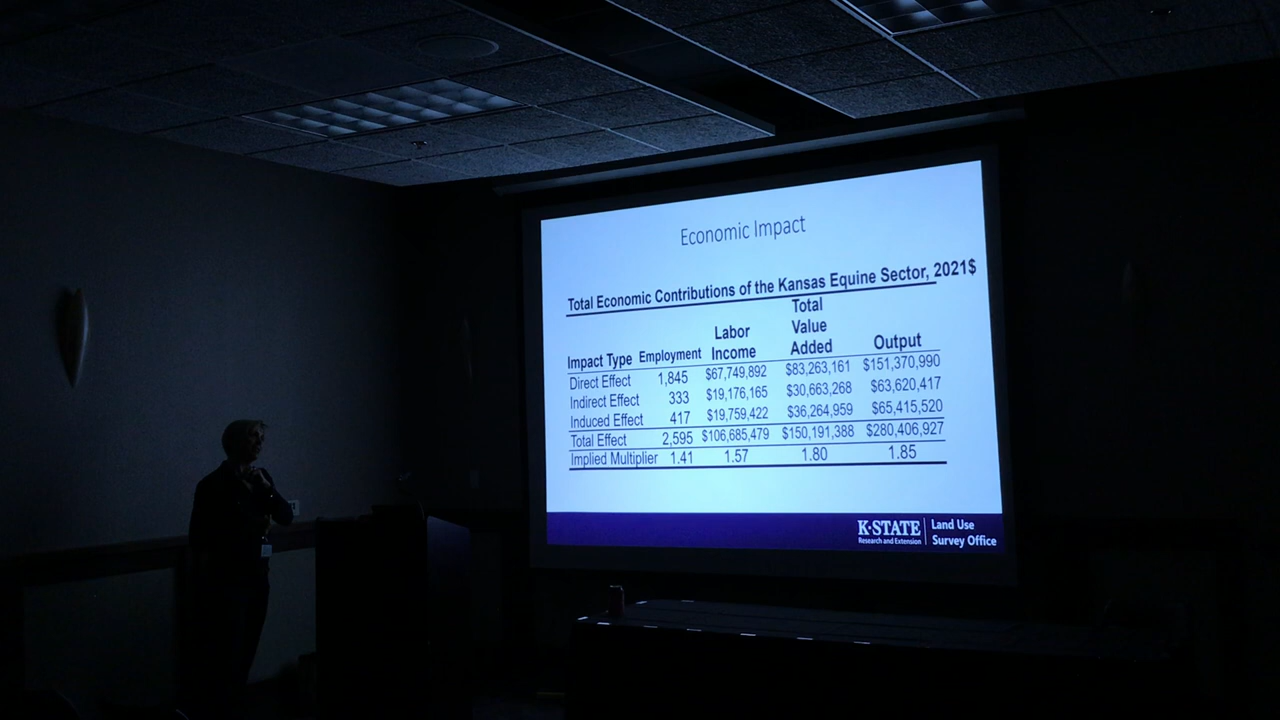 Economic Impact
Total Economic Contributions of the Kansas Equine Sector, 2021$
Impact Type Employment Labor Income Total Value Added Output
Direct Effect 1,845 $67,749,892 $83,263,161 $151,370,990
Indirect Effect 333 $19,176,165 $30,663,268 $63,620,417
Induced Effect 417 $19,759,422 $36,264,959 $65,415,520
Total Effect 2,595 $106,685,479 $150,191,388 $280,406,927
Implied Multiplier 1.41 1.57 1.80 1.85
K-STATE
Research and Extension
Land Use
Survey Office